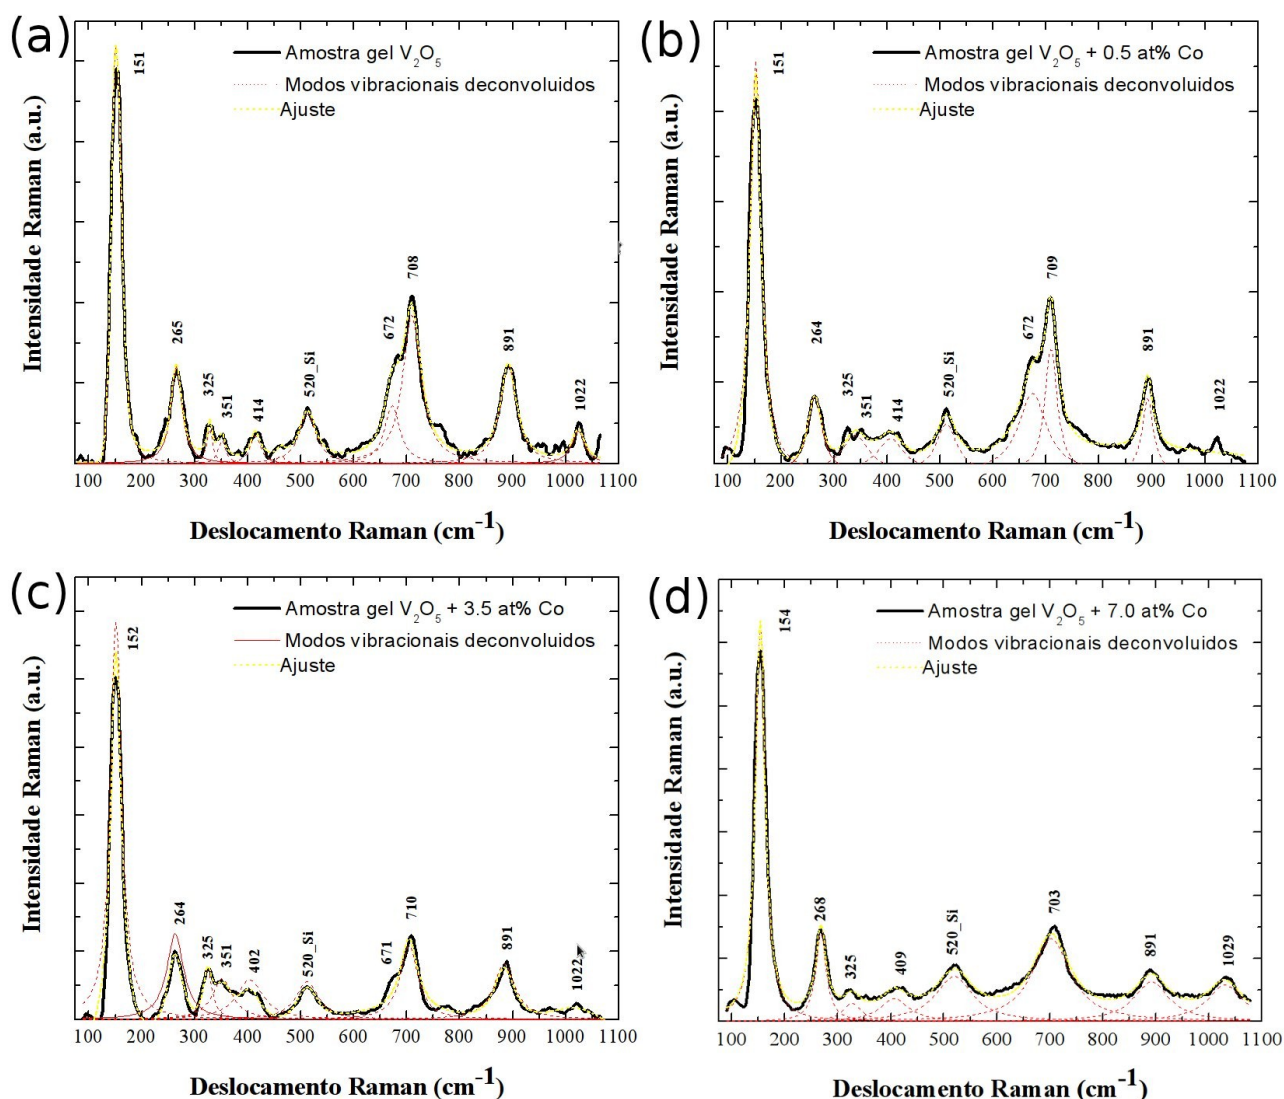 (a)
Amostra gel V₂O₅
Modos vibracionais deconvoluidos
Ajuste
151
265
325
351
414
520_Si
672
708
891
1022
Intensidade Raman (a.u.)
100 200 300 400 500 600 700 800 900 1000 1100
Deslocamento Raman (cm⁻¹)
(b)
Amostra gel V₂O₅ + 0.5 at% Co
Modos vibracionais deconvoluidos
Ajuste
151
264
325
351
414
520_Si
672
709
891
1022
Intensidade Raman (a.u.)
100 200 300 400 500 600 700 800 900 1000 1100
Deslocamento Raman (cm⁻¹)
(c)
Amostra gel V₂O₅ + 3.5 at% Co
Modos vibracionais deconvoluidos
Ajuste
152
264
325
351
402
520_Si
671
710
891
1022
Intensidade Raman (a.u.)
100 200 300 400 500 600 700 800 900 1000 1100
Deslocamento Raman (cm⁻¹)
(d)
Amostra gel V₂O₅ + 7.0 at% Co
Modos vibracionais deconvoluidos
Ajuste
154
268
325
409
520_Si
703
891
1029
Intensidade Raman (a.u.)
100 200 300 400 500 600 700 800 900 1000 1100
Deslocamento Raman (cm⁻¹)